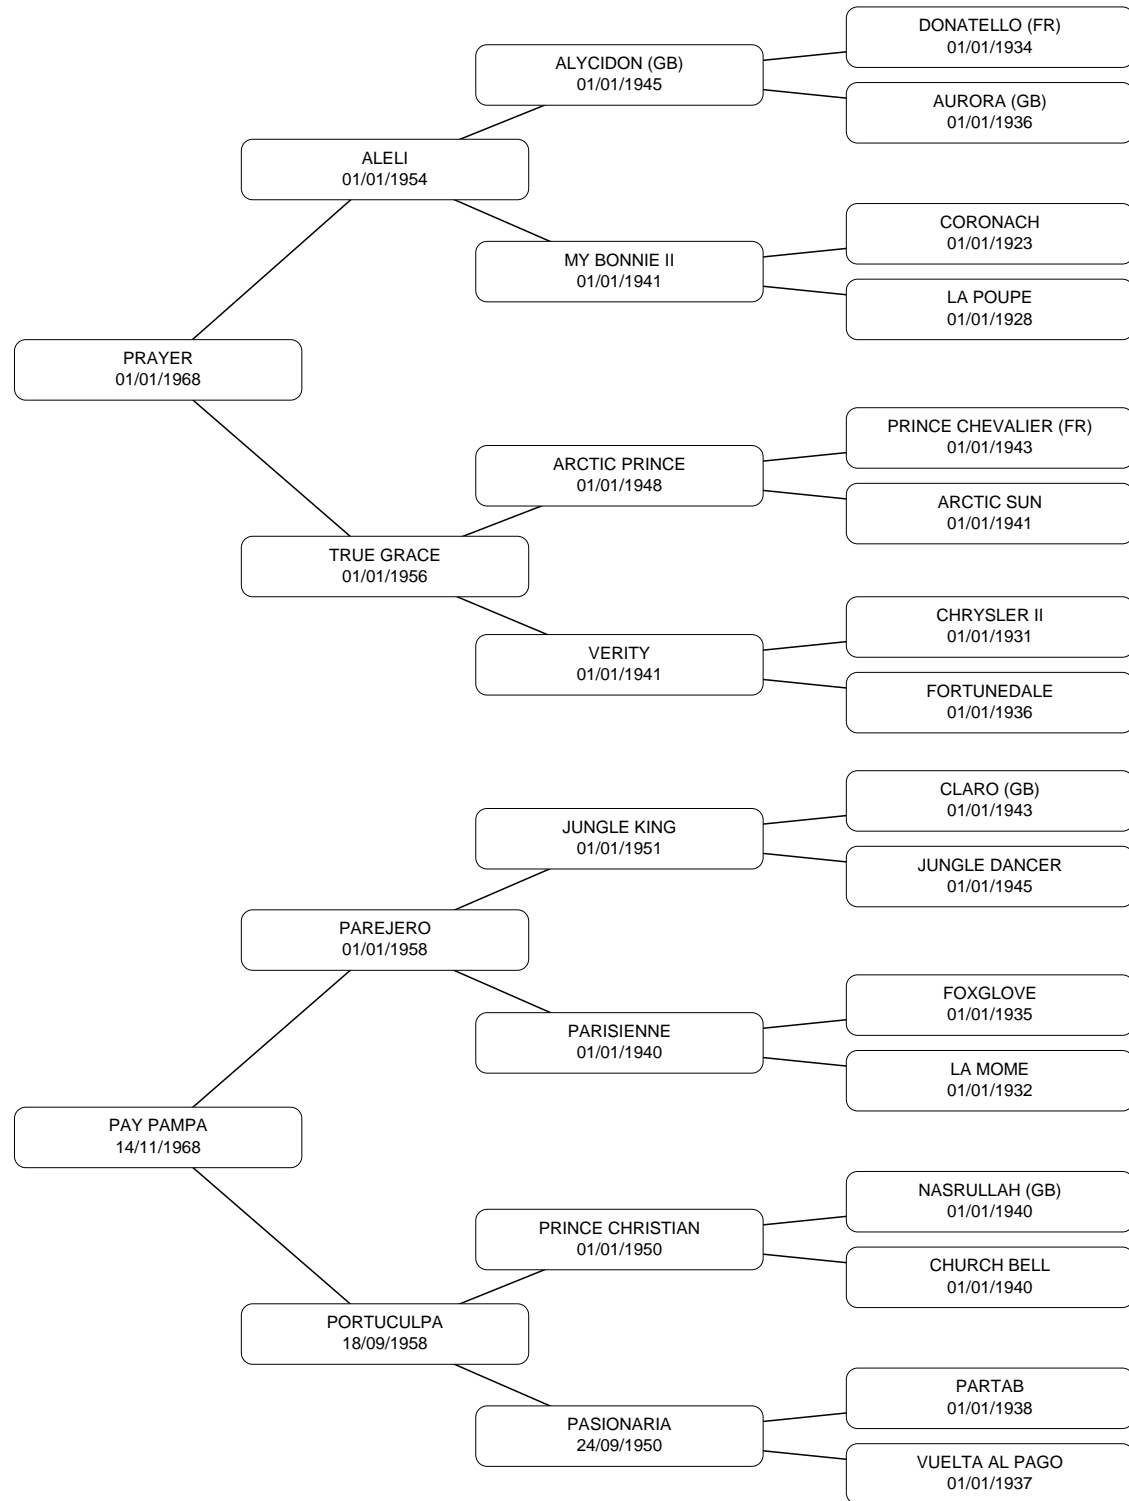 DONATELLO (FR)
01/01/1934
ALYCIDON (GB)
01/01/1945
AURORA (GB)
01/01/1936
ALELI
01/01/1954
CORONACH
01/01/1923
MY BONNIE II
01/01/1941
LA POUPE
01/01/1928
PRAYER
01/01/1968
PRINCE CHEVALIER (FR)
01/01/1943
ARCTIC PRINCE
01/01/1948
ARCTIC SUN
01/01/1941
TRUE GRACE
01/01/1956
CHRYSLER II
01/01/1931
VERITY
01/01/1941
FORTUNEDALE
01/01/1936
CLARO (GB)
01/01/1943
JUNGLE KING
01/01/1951
JUNGLE DANCER
01/01/1945
PAREJERO
01/01/1958
FOXGLOVE
01/01/1935
PARISIENNE
01/01/1940
LA MOME
01/01/1932
PAY PAMPA
14/11/1968
NASRULLAH (GB)
01/01/1940
PRINCE CHRISTIAN
01/01/1950
CHURCH BELL
01/01/1940
PORTUCULPA
18/09/1958
PARTAB
01/01/1938
PASIONARIA
24/09/1950
VUELTA AL PAGO
01/01/1937